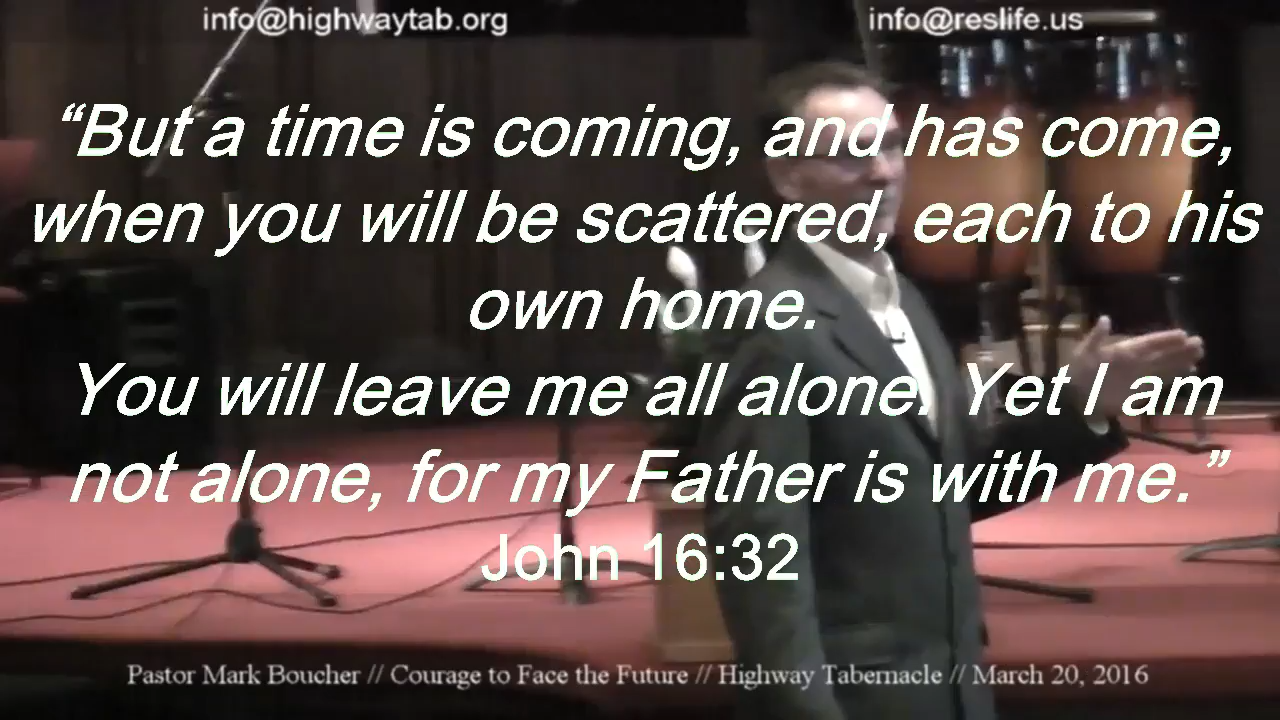 info@highwaytab.org info@reslife.us
“But a time is coming, and has come,
when you will be scattered, each to his
own home.
You will leave me all alone. Yet I am
not alone, for my Father is with me.”
John 16:32
Pastor Mark Boucher // Courage to Face the Future // Highway Tabernacle // March 20, 2016